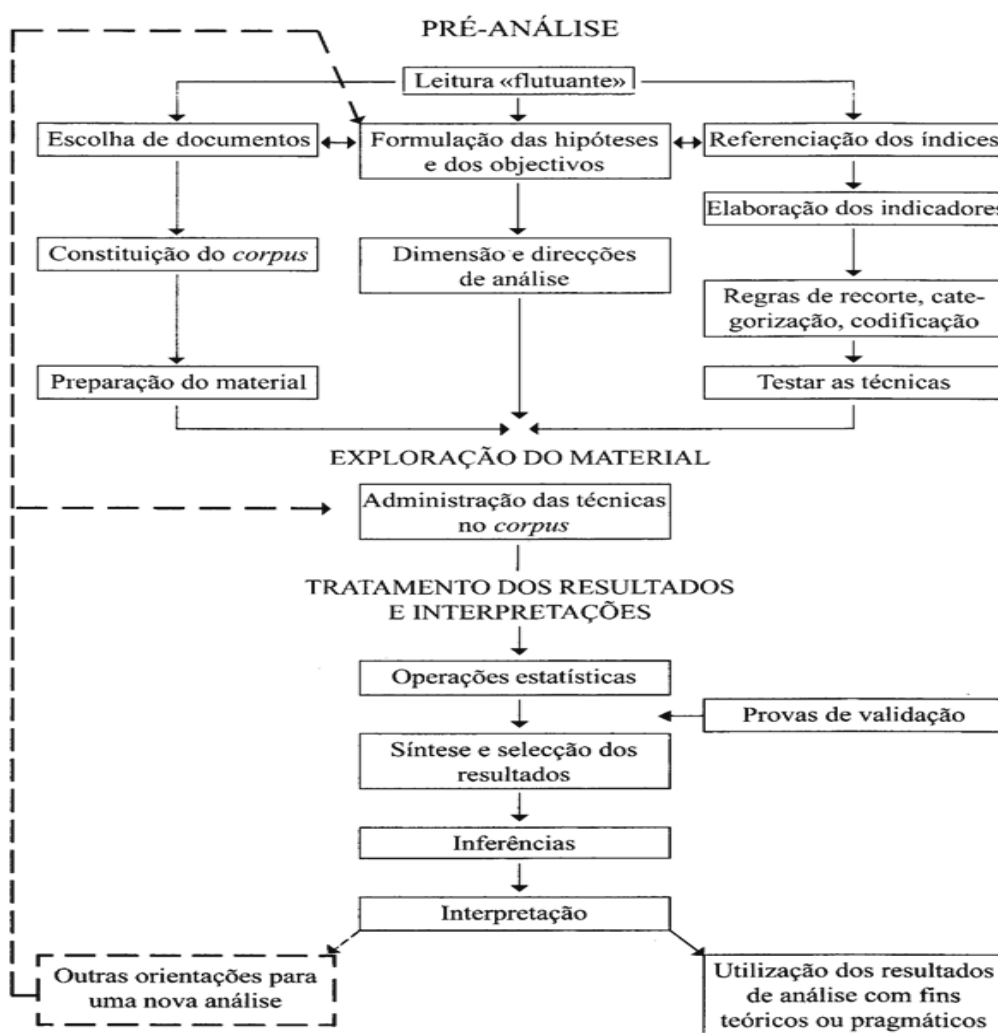 PRÉ-ANÁLISE
Leitura «flutuante»
Escolha de documentos
Formulação das hipóteses
e dos objectivos
Referenciação dos índices
Elaboração dos indicadores
Constituição do corpus
Dimensão e direcções
de análise
Regras de recorte, cate-
gorização, codificação
Preparação do material
Testar as técnicas
EXPLORAÇÃO DO MATERIAL
Administração das técnicas
no corpus
TRATAMENTO DOS RESULTADOS
E INTERPRETAÇÕES
Operações estatísticas
Provas de validação
Síntese e selecção dos
resultados
Inferências
Interpretação
Outras orientações para
uma nova análise
Utilização dos resultados
de análise com fins
teóricos ou pragmáticos